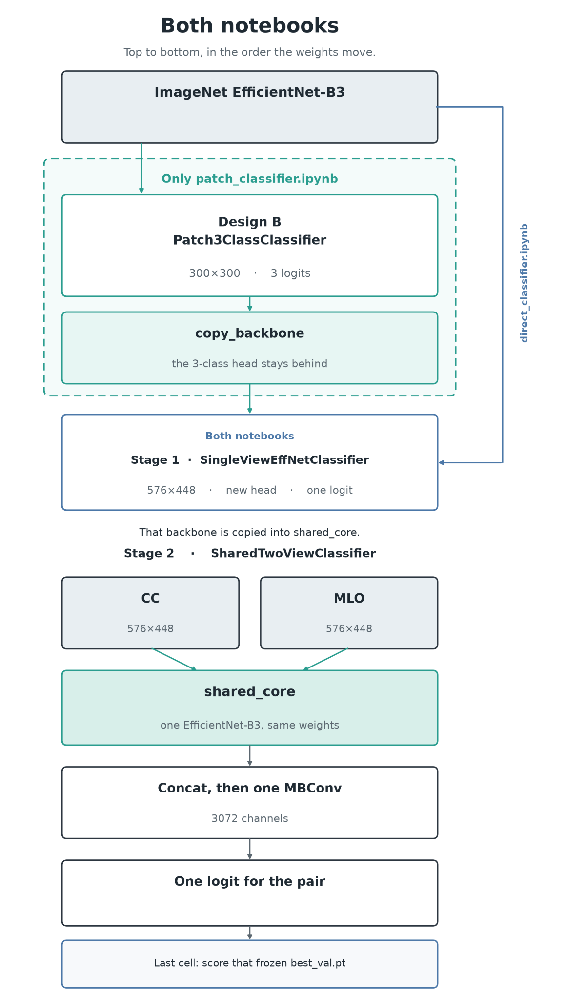 Both notebooks
Top to bottom, in the order the weights move.
ImageNet EfficientNet-B3
Only patch_classifier.ipynb
Design B
Patch3ClassClassifier
300×300 · 3 logits
copy_backbone
the 3-class head stays behind
direct_classifier.ipynb
Both notebooks
Stage 1 · SingleViewEffNetClassifier
576×448 · new head · one logit
That backbone is copied into shared_core.
Stage 2 · SharedTwoViewClassifier
CC
576×448
MLO
576×448
shared_core
one EfficientNet-B3, same weights
Concat, then one MBConv
3072 channels
One logit for the pair
Last cell: score that frozen best_val.pt